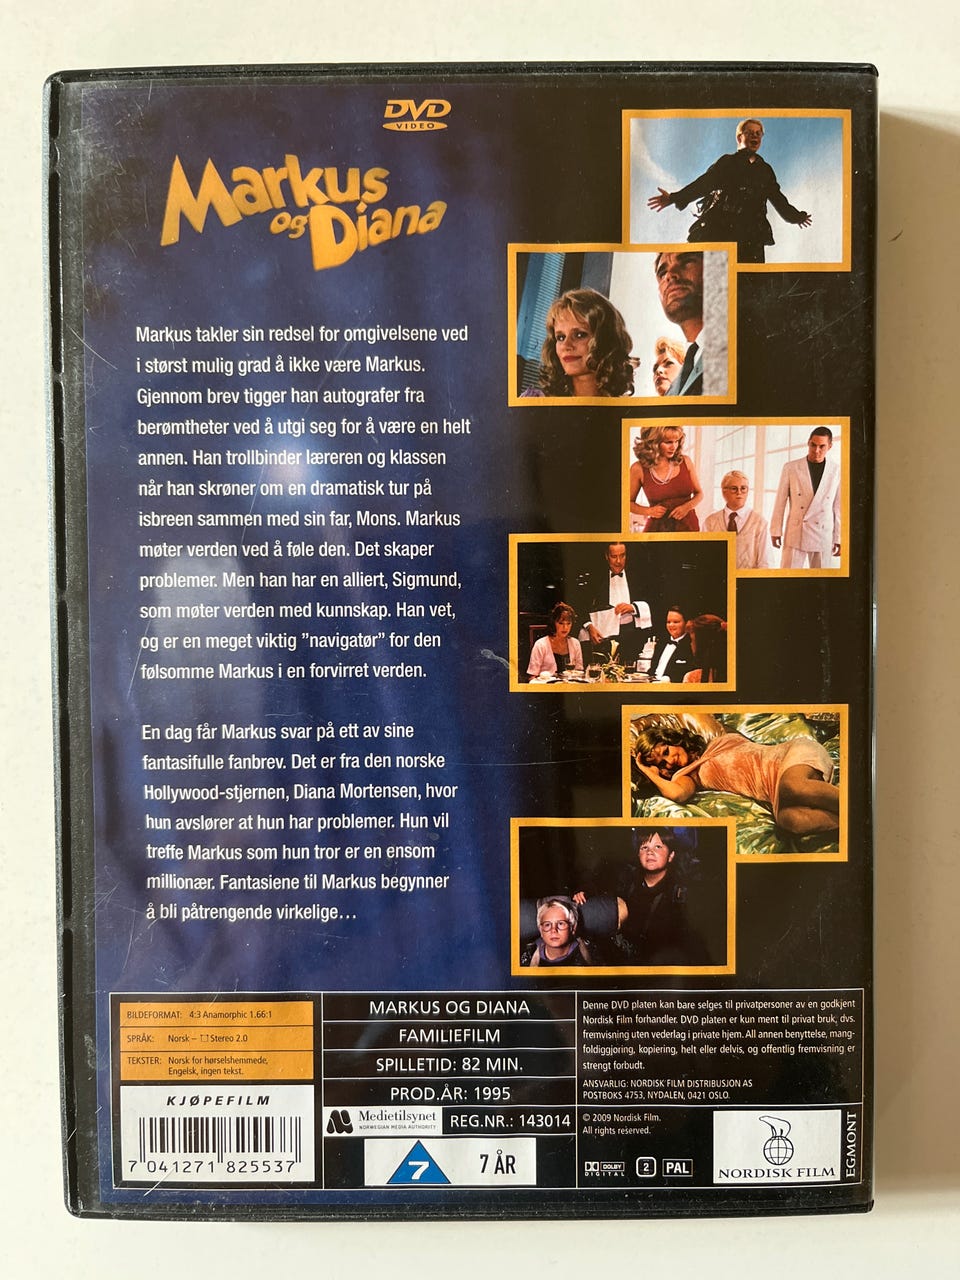 DVD
VIDEO
Markus
og Diana
Markus takler sin redsel for omgivelsene ved
i størst mulig grad å ikke være Markus.
Gjennom brev tigger han autografer fra
berømtheter ved å utgi seg for å være en helt
annen. Han trollbinder læreren og klassen
når han skrøner om en dramatisk tur på
isbreen sammen med sin far, Mons. Markus
møter verden ved å føle den. Det skaper
problemer. Men han har en alliert, Sigmund,
som møter verden med kunnskap. Han vet,
og er en meget viktig ”navigatør” for den
følsomme Markus i en forvirret verden.
En dag får Markus svar på ett av sine
fantasifulle fanbrev. Det er fra den norske
Hollywood-stjernen, Diana Mortensen, hvor
hun avslører at hun har problemer. Hun vil
treffe Markus som hun tror er en ensom
millionær. Fantasiene til Markus begynner
å bli påtrengende virkelige...
BILDEFORMAT: 4:3 Anamorphic 1.66:1
SPRÅK: Norsk – Stereo 2.0
TEKSTER: Norsk for hørselshemmede,
Engelsk, ingen tekst.
KJØPEFILM
7 041271 825537
MARKUS OG DIANA
FAMILIEFILM
SPILLETID: 82 MIN.
PROD.ÅR: 1995
Medietilsynet
NORWEGIAN MEDIA AUTHORITY
REG.NR.: 143014
7
7 ÅR
Denne DVD platen kan bare selges til privatpersoner av en godkjent
Nordisk Film forhandler. DVD platen er kun ment til privat bruk, dvs.
fremvisning uten vederlag i private hjem. All annen benyttelse, mang-
foldiggjøring, kopiering, helt eller delvis, og offentlig fremvisning er
strengt forbudt.
ANSVARLIG: NORDISK FILM DISTRIBUSJON AS
POSTBOKS 4753, NYDALEN, 0421 OSLO.
© 2009 Nordisk Film.
All rights reserved.
DOLBY
DIGITAL
2
PAL
NORDISK FILM
EGMONT